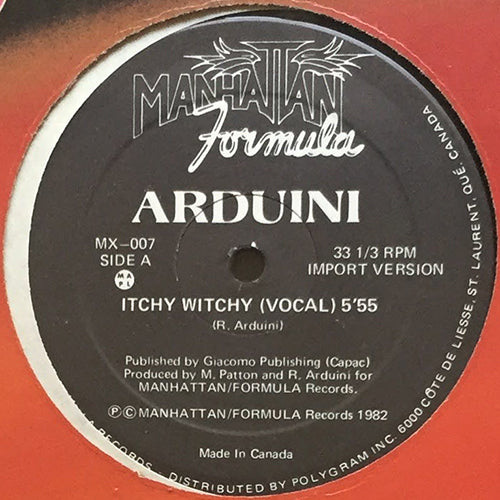 MANHATTAN
Formula
ARDUINI
MX–007
SIDE A
33 1/3 RPM
IMPORT VERSION
ITCHY WITCHY (VOCAL) 5'55
(R. Arduini)
Published by Giacomo Publishing (Capac)
Produced by M. Patton and R. Arduini for
MANHATTAN/FORMULA Records.
ⓅⒸMANHATTAN/FORMULA Records 1982
Made In Canada
RECORDS - DISTRIBUTED BY POLYGRAM INC. 6000 CÔTE DE LIESSE, ST. LAURENT, QUÉ. CANADA